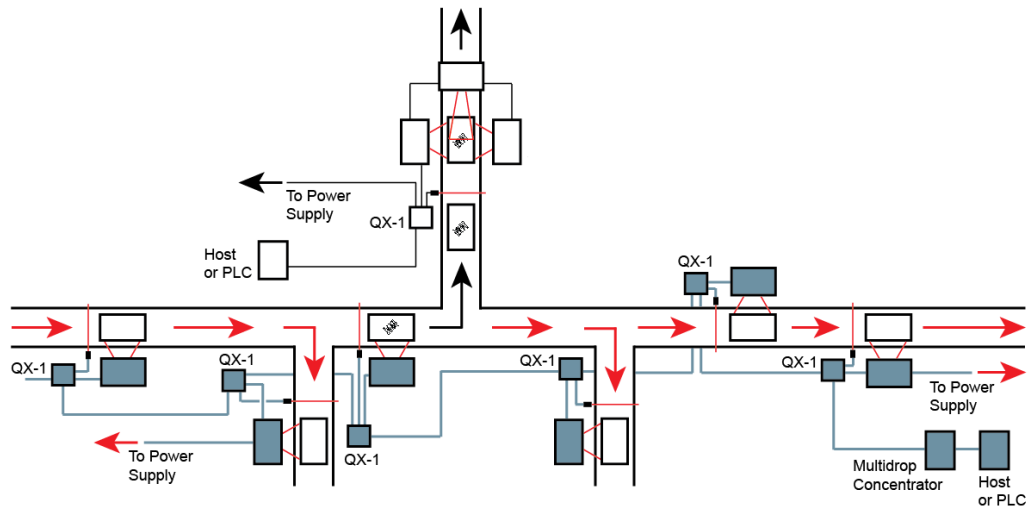 To Power
Supply
QX-1
Host
or PLC
QX-1
QX-1
QX-1
QX-1
QX-1
QX-1
To Power
Supply
To Power
Supply
QX-1
Multidrop
Concentrator
Host
or PLC